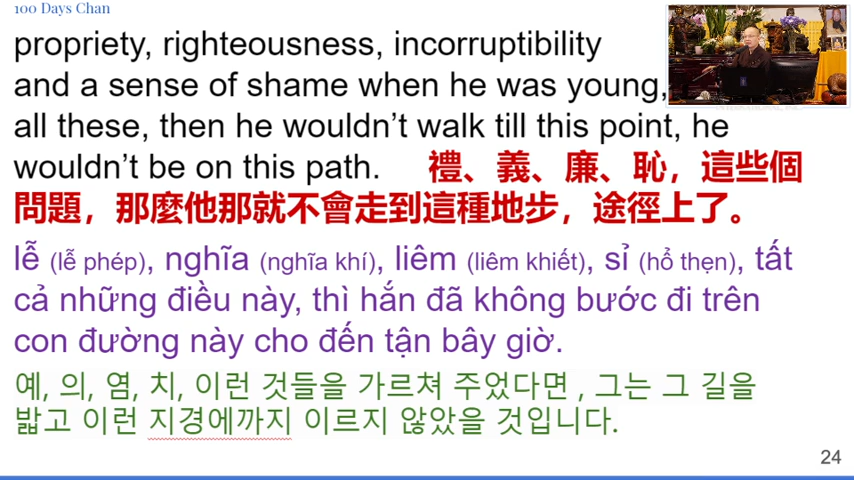 100 Days Chan
propriety, righteousness, incorruptibility
and a sense of shame when he was young,
all these, then he wouldn't walk till this point, he
wouldn't be on this path. 禮、義、廉、恥，這些個
問題，那麼他那就不會走到這種地步，途徑上了。
lễ (lễ phép), nghĩa (nghĩa khí), liêm (liêm khiết), sỉ (hổ thẹn), tất
cả những điều này, thì hắn đã không bước đi trên
con đường này cho đến tận bây giờ.
예, 의, 염, 치, 이런 것들을 가르쳐 주었다면 , 그는 그 길을
밟고 이런 지경에까지 이르지 않았을 것입니다.
24